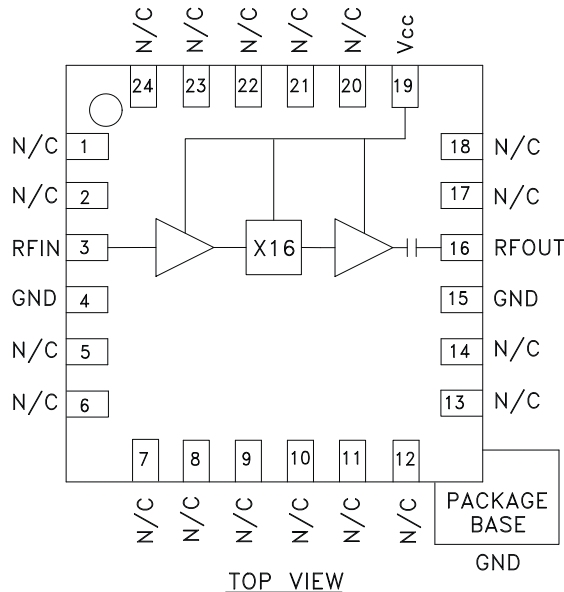 N/C N/C N/C N/C N/C Vcc
24 23 22 21 20 19
N/C 1 18 N/C
N/C 2 17 N/C
RFIN 3 X16 16 RFOUT
GND 4 15 GND
N/C 5 14 N/C
N/C 6 13 N/C
7 8 9 10 11 12
N/C N/C N/C N/C N/C N/C
PACKAGE
BASE
GND
TOP VIEW